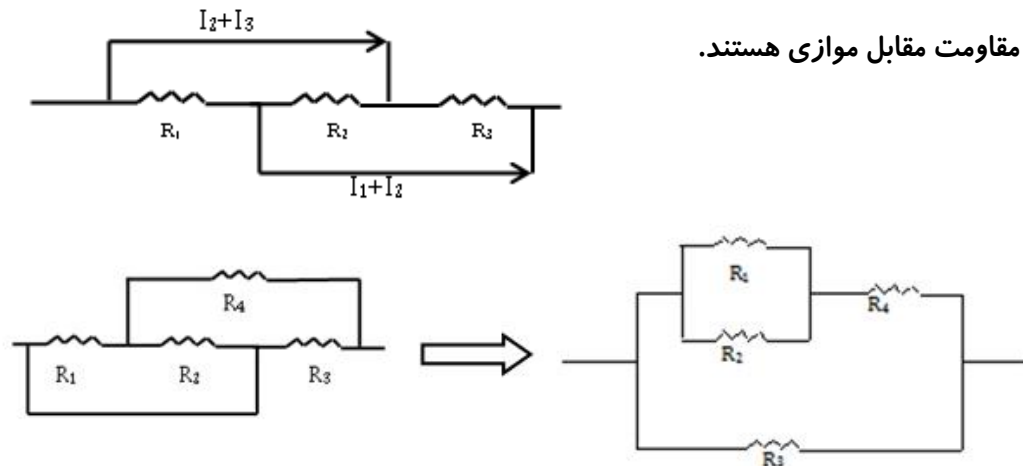 I₂+I₃
مقاومت مقابل موازی هستند.
R₁ R₂ R₃
I₁+I₂
R₄
R₁ R₂ R₃
R₁
R₄
R₂
R₃